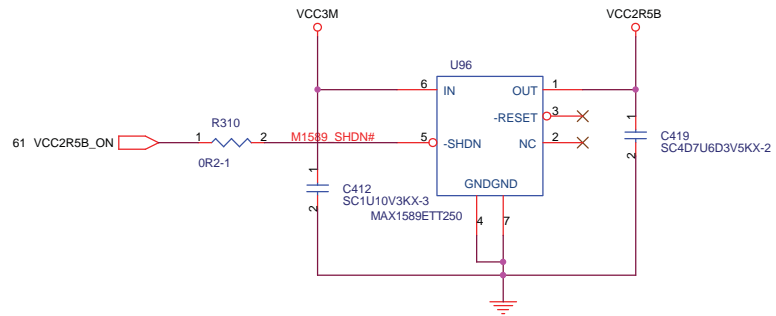 VCC3M
VCC2R5B
U96
6 IN OUT 1
R310
-RESET 3
61 VCC2R5B_ON 1 2 M1589_SHDN# 5 -SHDN NC 2
0R2-1
1
C419
SC4D7U6D3V5KX-2
2
1
C412
SC1U10V3KX-3
2
GNDGND
MAX1589ETT250
4 7